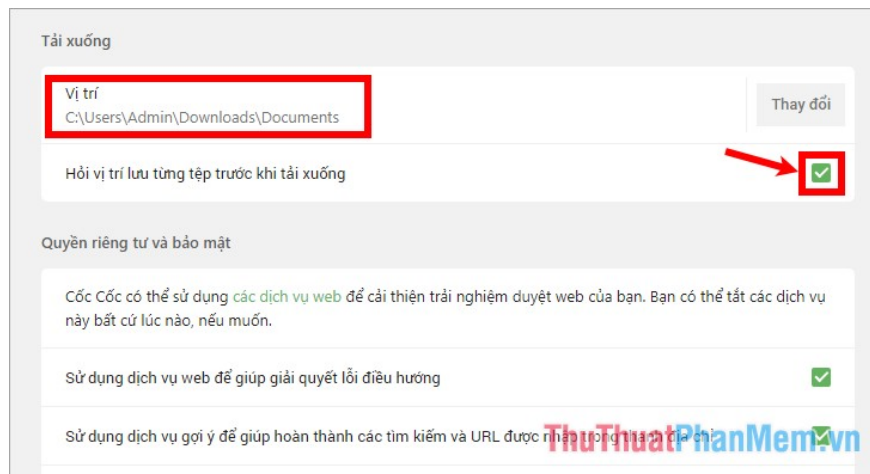 Tải xuống
Vị trí
Thay đổi
C:\Users\Admin\Downloads\Documents
Hỏi vị trí lưu từng tệp trước khi tải xuống
Quyền riêng tư và bảo mật
Cốc Cốc có thể sử dụng các dịch vụ web để cải thiện trải nghiệm duyệt web của bạn. Bạn có thể tắt các dịch vụ
này bất cứ lúc nào, nếu muốn.
Sử dụng dịch vụ web để giúp giải quyết lỗi điều hướng
Sử dụng dịch vụ gợi ý để giúp hoàn thành các tìm kiếm và URL được nhập trong thanh địa chỉ
ThuThuatPhanMem.vn